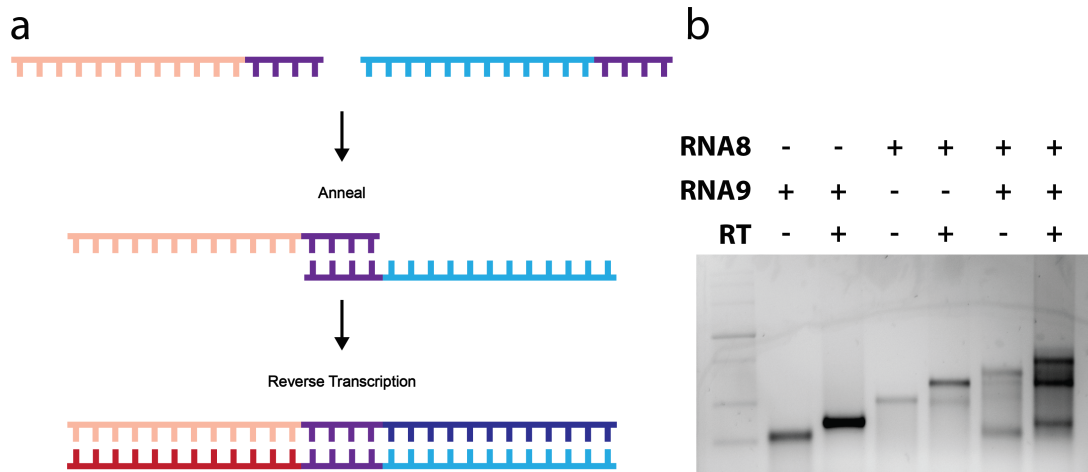 a
b
Anneal
Reverse Transcription
RNA8 - - + + + +
RNA9 + + - - + +
RT - + - + - +